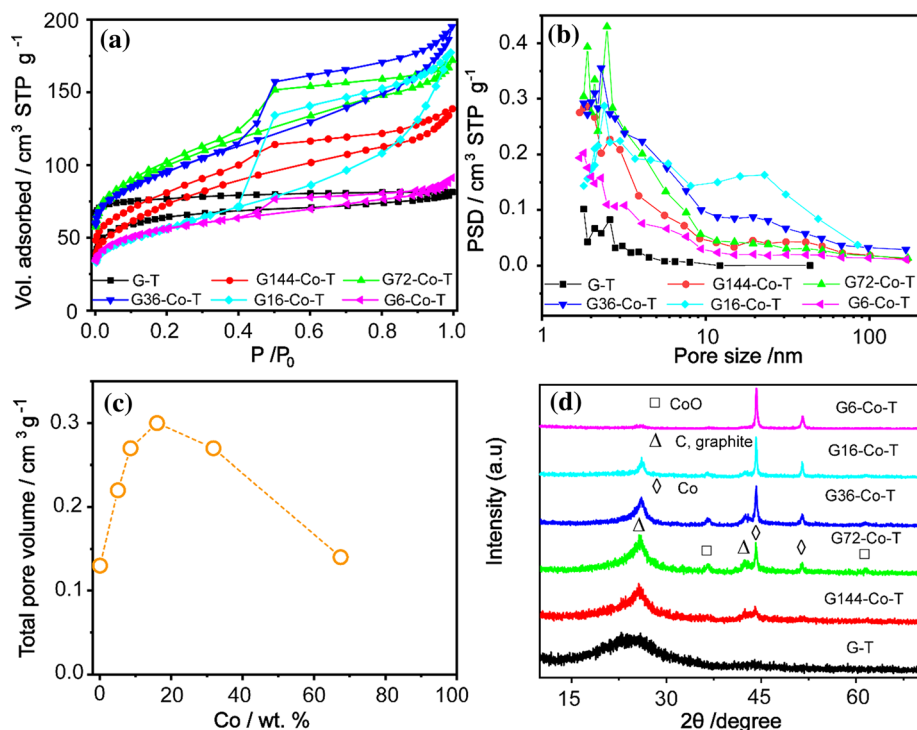 (a)
Vol. adsorbed / cm³ STP g⁻¹
200
150
100
50
0
G-T
G144-Co-T
G72-Co-T
G36-Co-T
G16-Co-T
G6-Co-T
0.0 0.2 0.4 0.6 0.8 1.0
P /P₀
(b)
PSD / cm³ STP g⁻¹
0.4
0.3
0.2
0.1
0.0
G-T
G144-Co-T
G72-Co-T
G36-Co-T
G16-Co-T
G6-Co-T
1 10 100
Pore size /nm
(c)
Total pore volume / cm³ g⁻¹
0.3
0.2
0.1
0.0
0 20 40 60 80 100
Co / wt. %
(d)
Intensity (a.u)
CoO
C, graphite
Co
G6-Co-T
G16-Co-T
G36-Co-T
G72-Co-T
G144-Co-T
G-T
15 30 45 60
2θ /degree